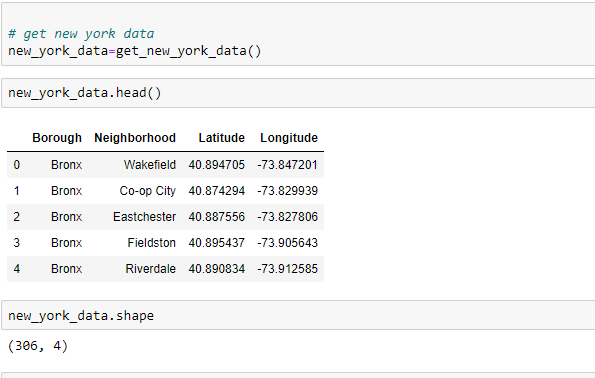 # get new york data
new_york_data=get_new_york_data()
new_york_data.head()
Borough Neighborhood Latitude Longitude
0 Bronx Wakefield 40.894705 -73.847201
1 Bronx Co-op City 40.874294 -73.829939
2 Bronx Eastchester 40.887556 -73.827806
3 Bronx Fieldston 40.895437 -73.905643
4 Bronx Riverdale 40.890834 -73.912585
new_york_data.shape
(306, 4)